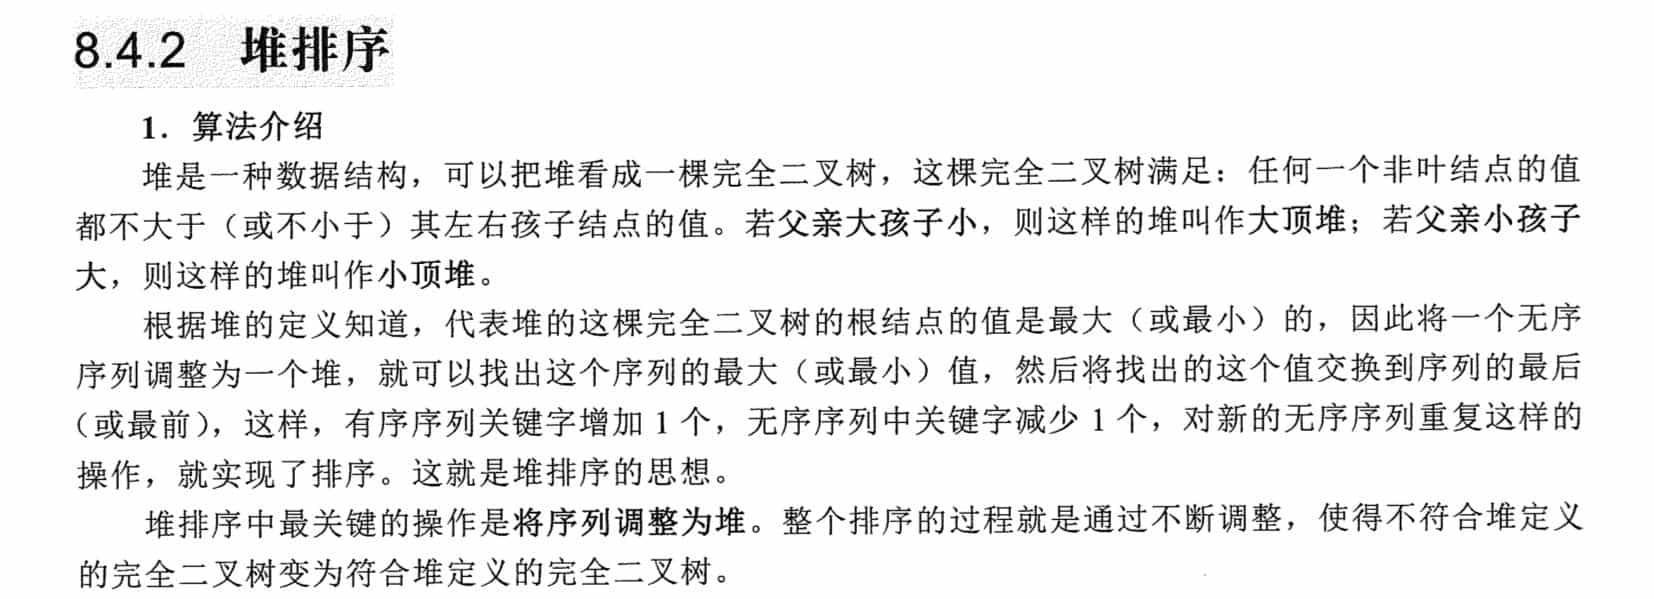 8.4.2 堆排序
1. 算法介绍
堆是一种数据结构，可以把堆看成一棵完全二叉树，这棵完全二叉树满足：任何一个非叶结点的值
都不大于（或不小于）其左右孩子结点的值。若父亲大孩子小，则这样的堆叫作大顶堆；若父亲小孩子
大，则这样的堆叫作小顶堆。
根据堆的定义知道，代表堆的这棵完全二叉树的根结点的值是最大（或最小）的，因此将一个无序
序列调整为一个堆，就可以找出这个序列的最大（或最小）值，然后将找出的这个值交换到序列的最后
（或最前），这样，有序序列关键字增加 1 个，无序序列中关键字减少 1 个，对新的无序序列重复这样的
操作，就实现了排序。这就是堆排序的思想。
堆排序中最关键的操作是将序列调整为堆。整个排序的过程就是通过不断调整，使得不符合堆定义
的完全二叉树变为符合堆定义的完全二叉树。